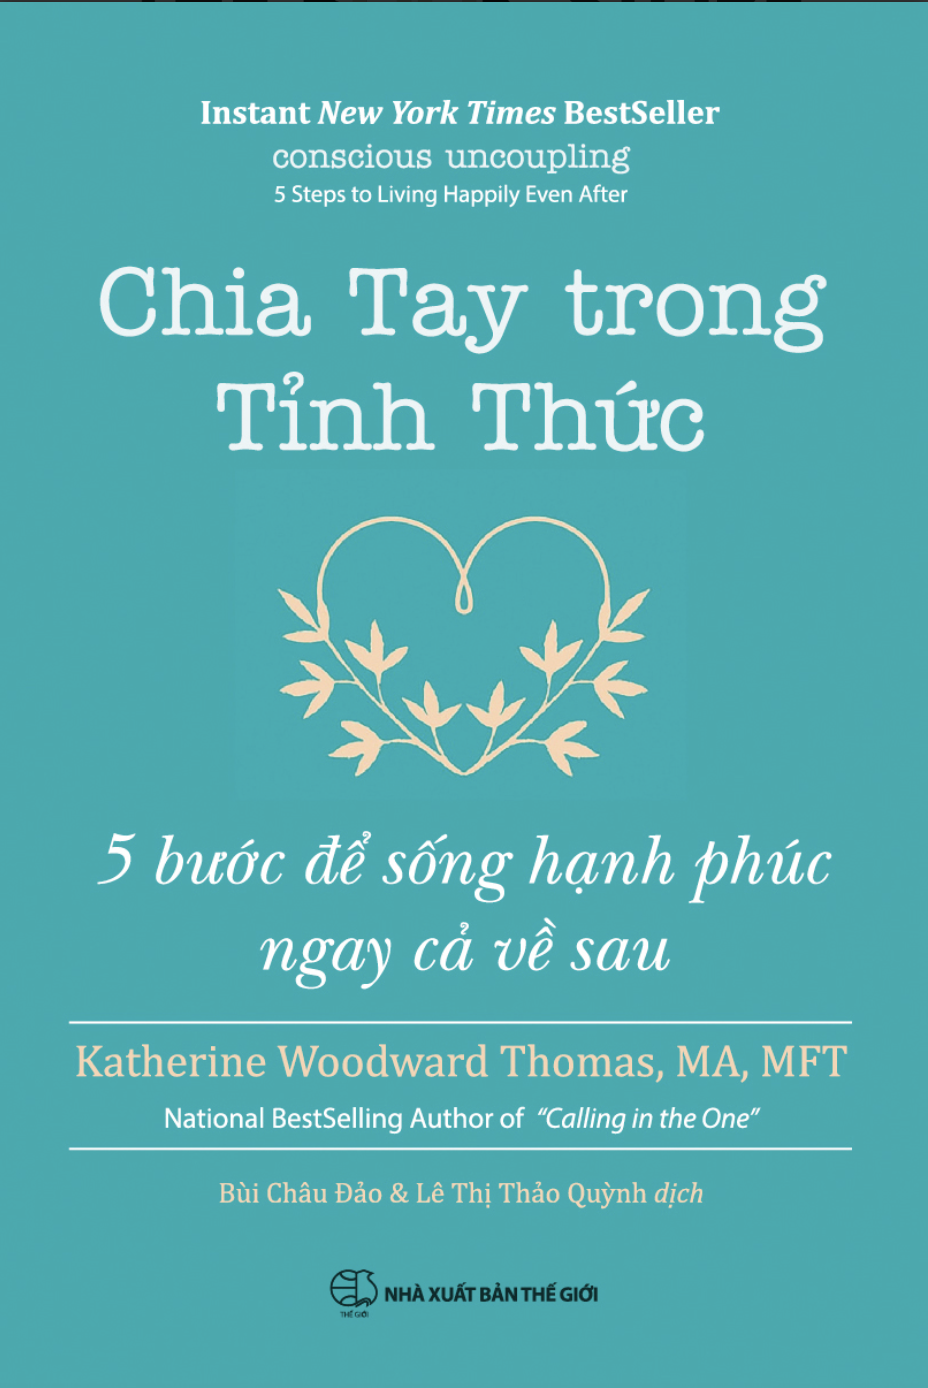 Instant New York Times BestSeller
conscious uncoupling
5 Steps to Living Happily Even After
Chia Tay trong
Tỉnh Thức
5 bước để sống hạnh phúc
ngay cả về sau
Katherine Woodward Thomas, MA, MFT
National BestSelling Author of “Calling in the One”
Bùi Châu Đảo & Lê Thị Thảo Quỳnh dịch
NHÀ XUẤT BẢN THẾ GIỚI
THẾ GIỚI